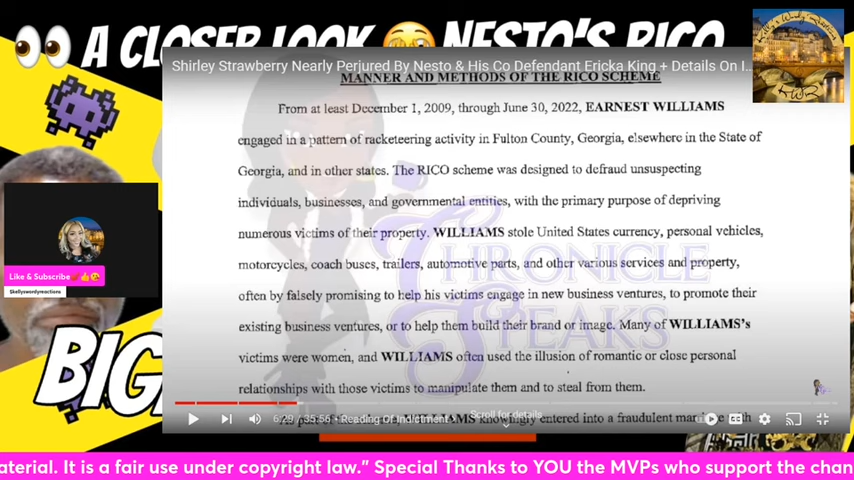 A CLOSER LOOK NESTO'S RICO
Shirley Strawberry Nearly Perjured By Nesto & His Co Defendant Ericka King + Details On I...
MANNER AND METHODS OF THE RICO SCHEME
From at least December 1, 2009, through June 30, 2022, EARNEST WILLIAMS
engaged in a pattern of racketeering activity in Fulton County, Georgia, elsewhere in the State of
Georgia, and in other states. The RICO scheme was designed to defraud unsuspecting
individuals, businesses, and governmental entities, with the primary purpose of depriving
numerous victims of their property. WILLIAMS stole United States currency, personal vehicles,
motorcycles, coach buses, trailers, automotive parts, and other various services and property,
often by falsely promising to help his victims engage in new business ventures, to promote their
existing business ventures, or to help them build their brand or image. Many of WILLIAMS's
victims were women, and WILLIAMS often used the illusion of romantic or close personal
relationships with those victims to manipulate them and to steal from them.
knowingly entered into a fraudulent
CHRONICLE
SPEAKS
Like & Subscribe
Skellyswordyreactions
BIG
6:29 / 35:56 • Reading Of Indictment
Scroll for details
aterial. It is a fair use under copyright law." Special Thanks to YOU the MVPs who support the chan